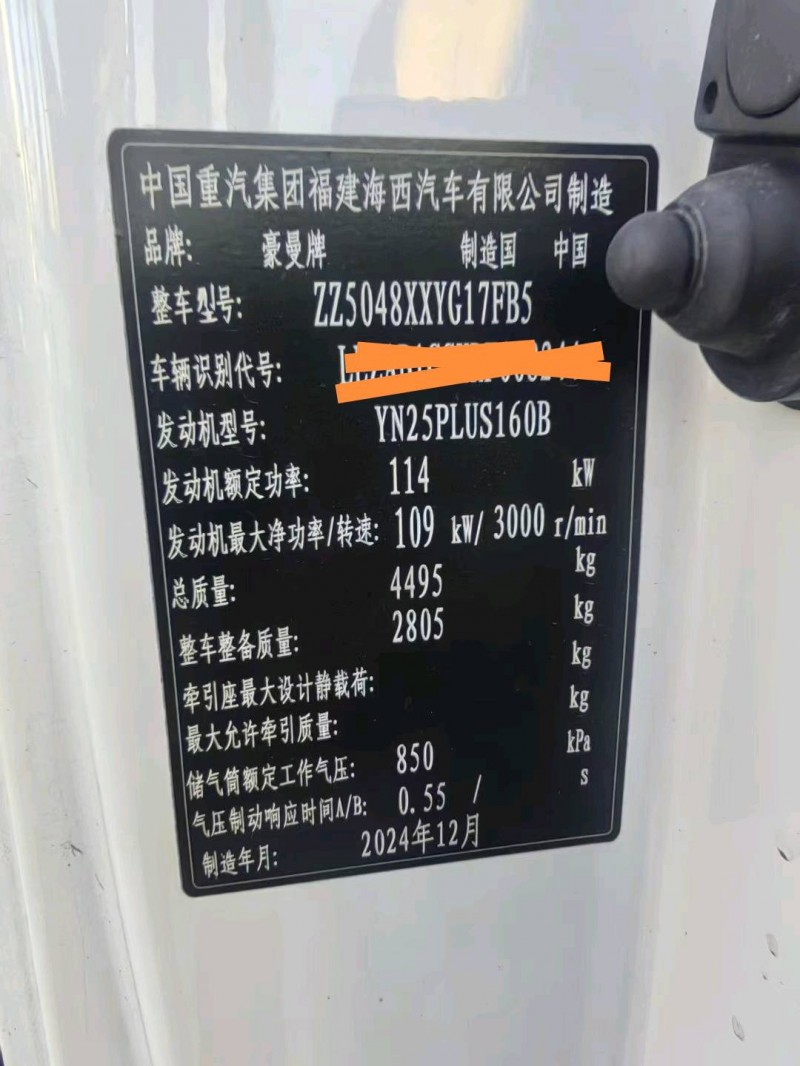 中国重汽集团福建海西汽车有限公司制造
品牌: 豪曼牌 制造国 中国
整车型号: ZZ5048XXYG17FB5
车辆识别代号:
发动机型号: YN25PLUS160B
发动机额定功率: 114 kW
发动机最大净功率/转速: 109 kW/ 3000 r/min
总质量: 4495 kg
整车整备质量: 2805 kg
牵引座最大设计静载荷: kg
最大允许牵引质量: kg
储气筒额定工作气压: 850 kPa
气压制动响应时间A/B: 0.55 / s
制造年月: 2024年12月